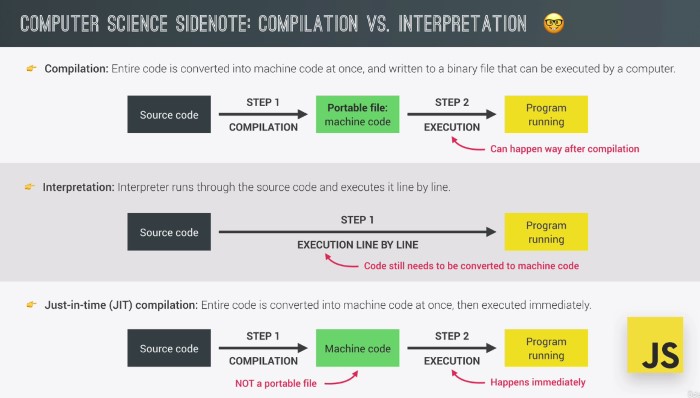 COMPUTER SCIENCE SIDENOTE: COMPILATION VS. INTERPRETATION
Compilation: Entire code is converted into machine code at once, and written to a binary file that can be executed by a computer.
Source code
STEP 1
COMPILATION
Portable file:
machine code
STEP 2
EXECUTION
Program
running
Can happen way after compilation
Interpretation: Interpreter runs through the source code and executes it line by line.
Source code
STEP 1
EXECUTION LINE BY LINE
Program
running
Code still needs to be converted to machine code
Just-in-time (JIT) compilation: Entire code is converted into machine code at once, then executed immediately.
Source code
STEP 1
COMPILATION
Machine code
STEP 2
EXECUTION
Program
running
NOT a portable file
Happens immediately
JS